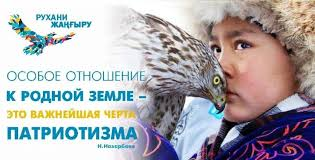 РУХАНИ
ЖАҢҒЫРУ
ОСОБОЕ ОТНОШЕНИЕ
К РОДНОЙ ЗЕМЛЕ –
ЭТО ВАЖНЕЙШАЯ ЧЕРТА
ПАТРИОТИЗМА
Н.Назарбаев